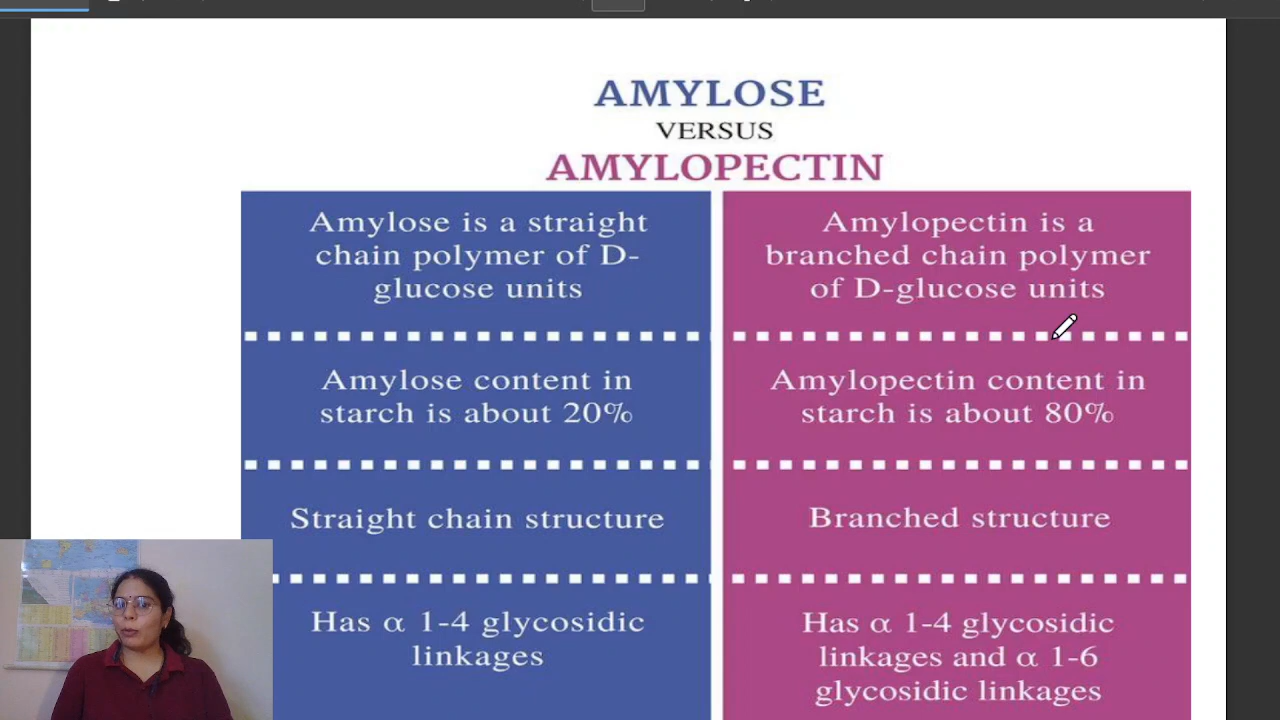 AMYLOSE
VERSUS
AMYLOPECTIN
Amylose is a straight
chain polymer of D-
glucose units
Amylopectin is a
branched chain polymer
of D-glucose units
Amylose content in
starch is about 20%
Amylopectin content in
starch is about 80%
Straight chain structure
Branched structure
Has α 1-4 glycosidic
linkages
Has α 1-4 glycosidic
linkages and α 1-6
glycosidic linkages